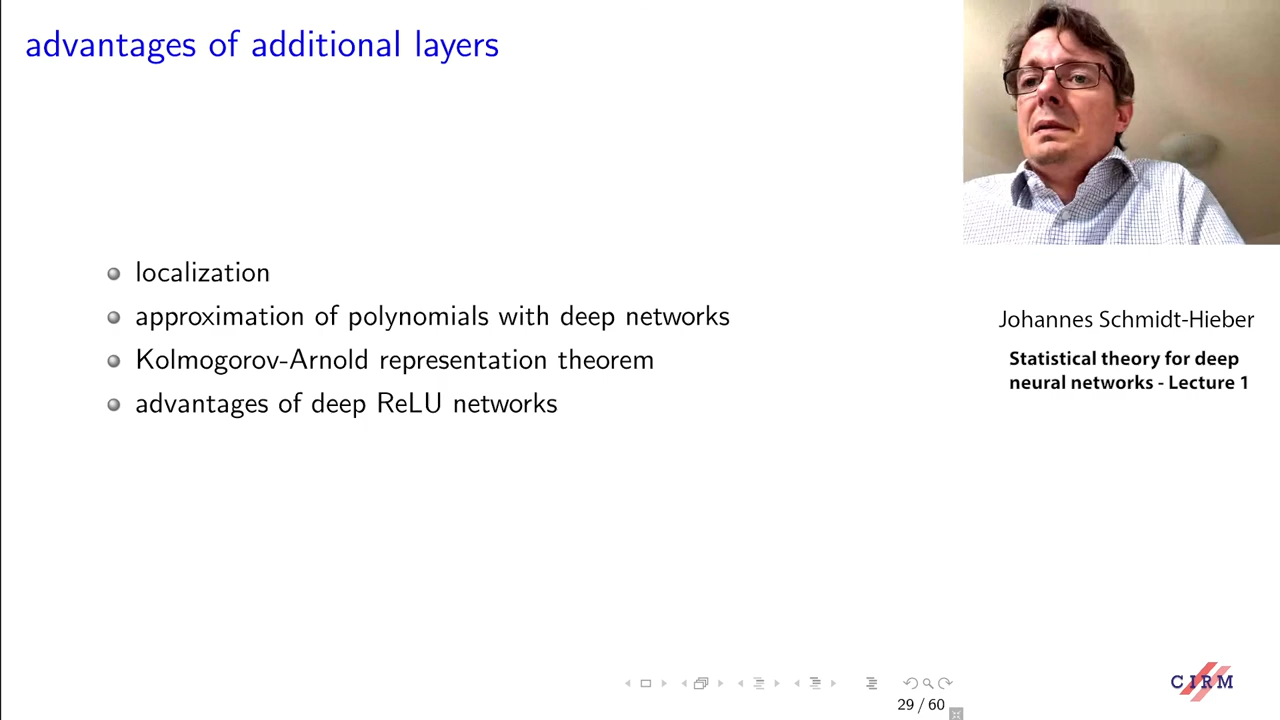 advantages of additional layers
localization
approximation of polynomials with deep networks
Kolmogorov-Arnold representation theorem
advantages of deep ReLU networks
Johannes Schmidt-Hieber
Statistical theory for deep
neural networks - Lecture 1
29 / 60
CIRM